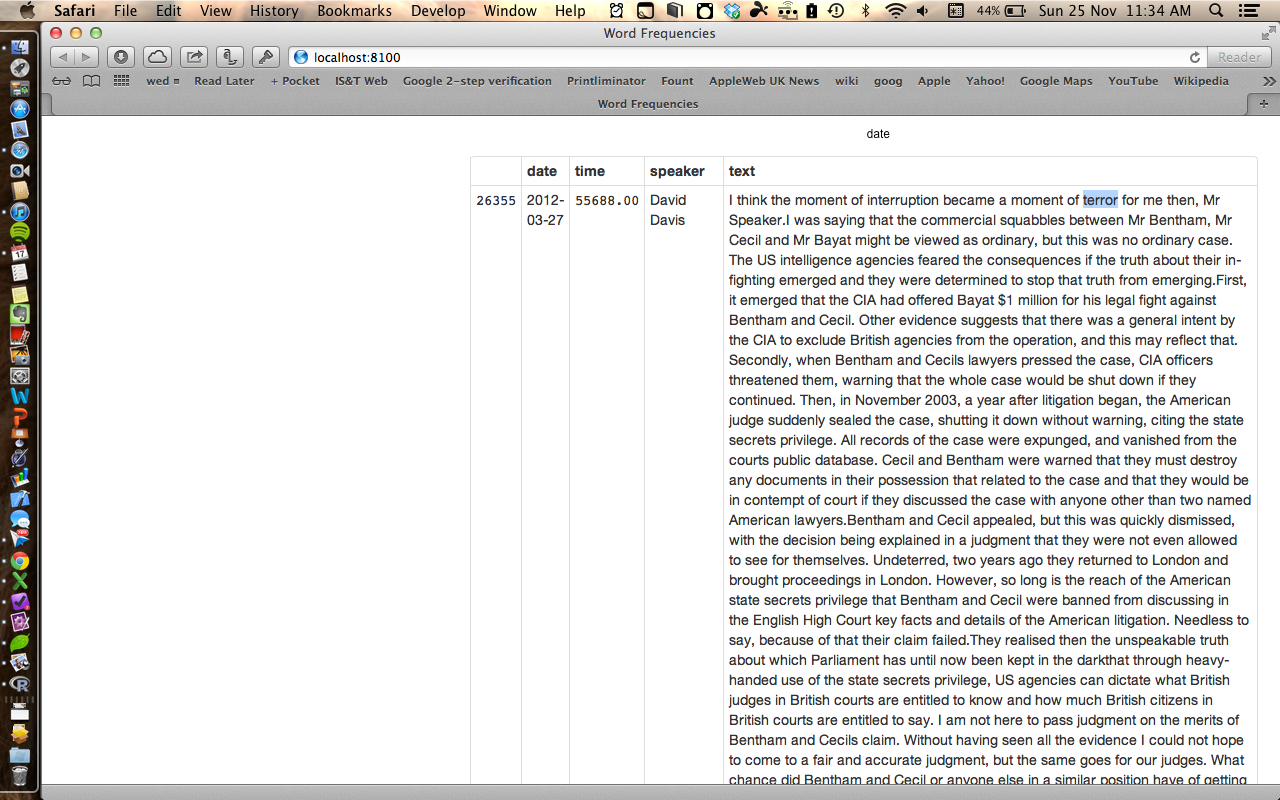 Safari File Edit View History Bookmarks Develop Window Help 44% Sun 25 Nov 11:34 AM
Word Frequencies
localhost:8100 Reader
wed Read Later + Pocket IS&T Web Google 2-step verification Printliminator Fount AppleWeb UK News wiki goog Apple Yahoo! Google Maps YouTube Wikipedia
Word Frequencies
date
date time speaker text
26355 2012-03-27 55688.00 David Davis
I think the moment of interruption became a moment of terror for me then, Mr
Speaker.I was saying that the commercial squabbles between Mr Bentham, Mr
Cecil and Mr Bayat might be viewed as ordinary, but this was no ordinary case.
The US intelligence agencies feared the consequences if the truth about their in-
fighting emerged and they were determined to stop that truth from emerging.First,
it emerged that the CIA had offered Bayat $1 million for his legal fight against
Bentham and Cecil. Other evidence suggests that there was a general intent by
the CIA to exclude British agencies from the operation, and this may reflect that.
Secondly, when Bentham and Cecils lawyers pressed the case, CIA officers
threatened them, warning that the whole case would be shut down if they
continued. Then, in November 2003, a year after litigation began, the American
judge suddenly sealed the case, shutting it down without warning, citing the state
secrets privilege. All records of the case were expunged, and vanished from the
courts public database. Cecil and Bentham were warned that they must destroy
any documents in their possession that related to the case and that they would be
in contempt of court if they discussed the case with anyone other than two named
American lawyers.Bentham and Cecil appealed, but this was quickly dismissed,
with the decision being explained in a judgment that they were not even allowed
to see for themselves. Undeterred, two years ago they returned to London and
brought proceedings in London. However, so long is the reach of the American
state secrets privilege that Bentham and Cecil were banned from discussing in
the English High Court key facts and details of the American litigation. Needless to
say, because of that their claim failed.They realised then the unspeakable truth
about which Parliament has until now been kept in the darkthat through heavy-
handed use of the state secrets privilege, US agencies can dictate what British
judges in British courts are entitled to know and how much British citizens in
British courts are entitled to say. I am not here to pass judgment on the merits of
Bentham and Cecils claim. Without having seen all the evidence I could not hope
to come to a fair and accurate judgment, but the same goes for our judges. What
chance did Bentham and Cecil or anyone else in a similar position have of getting
17